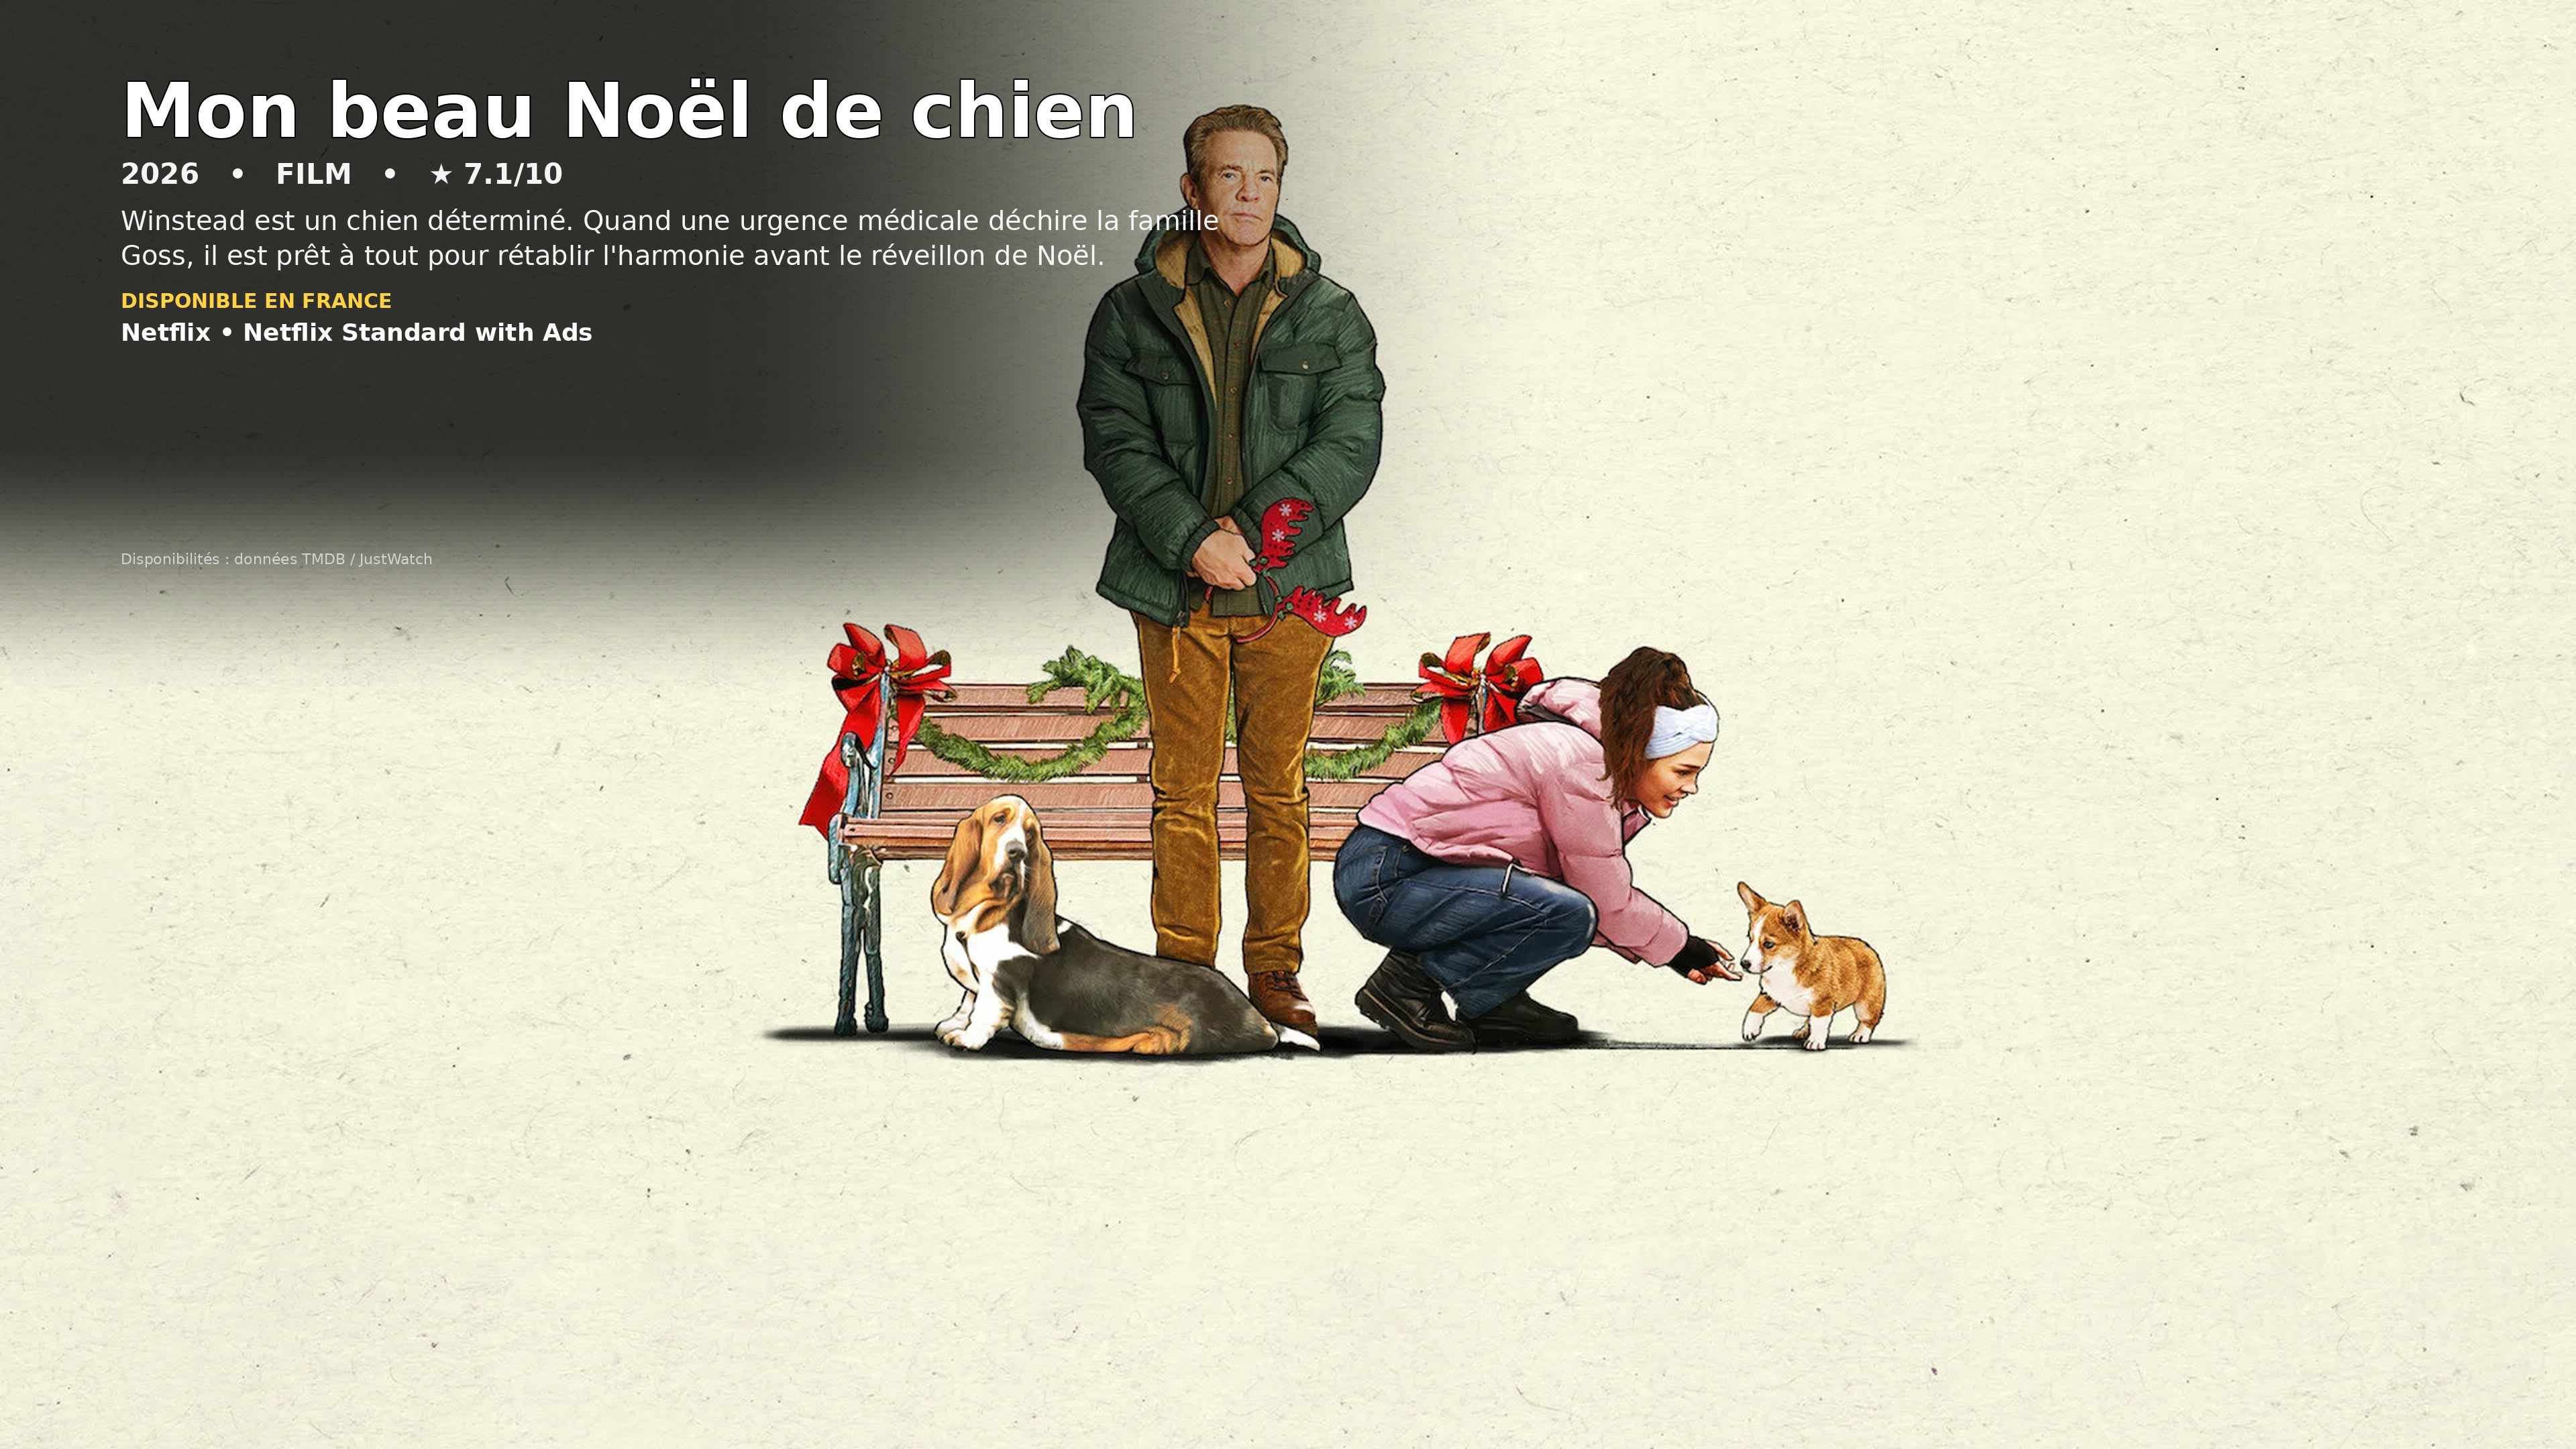 Mon beau Noël de chien
2026 • FILM • ★ 7.1/10
Winstead est un chien déterminé. Quand une urgence médicale déchire la famille
Goss, il est prêt à tout pour rétablir l'harmonie avant le réveillon de Noël.
DISPONIBLE EN FRANCE
Netflix • Netflix Standard with Ads
Disponibilités : données TMDB / JustWatch